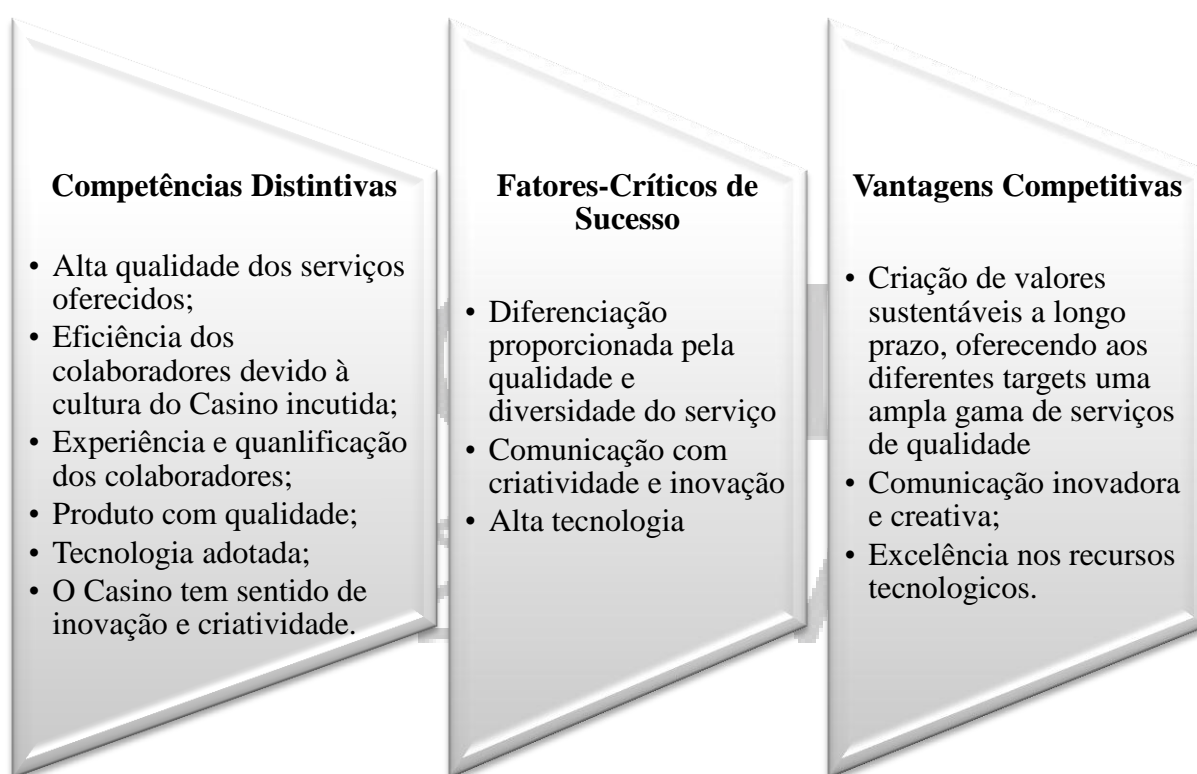 Competências Distintivas
• Alta qualidade dos serviços
oferecidos;
• Eficiência dos
colaboradores devido à
cultura do Casino incutida;
• Experiência e quanlificação
dos colaboradores;
• Produto com qualidade;
• Tecnologia adotada;
• O Casino tem sentido de
inovação e criatividade.
Fatores-Críticos de
Sucesso
• Diferenciação
proporcionada pela
qualidade e
diversidade do serviço
• Comunicação com
criatividade e inovação
• Alta tecnologia
Vantagens Competitivas
• Criação de valores
sustentáveis a longo
prazo, oferecendo aos
diferentes targets uma
ampla gama de serviços
de qualidade
• Comunicação inovadora
e creativa;
• Excelência nos recursos
tecnologicos.